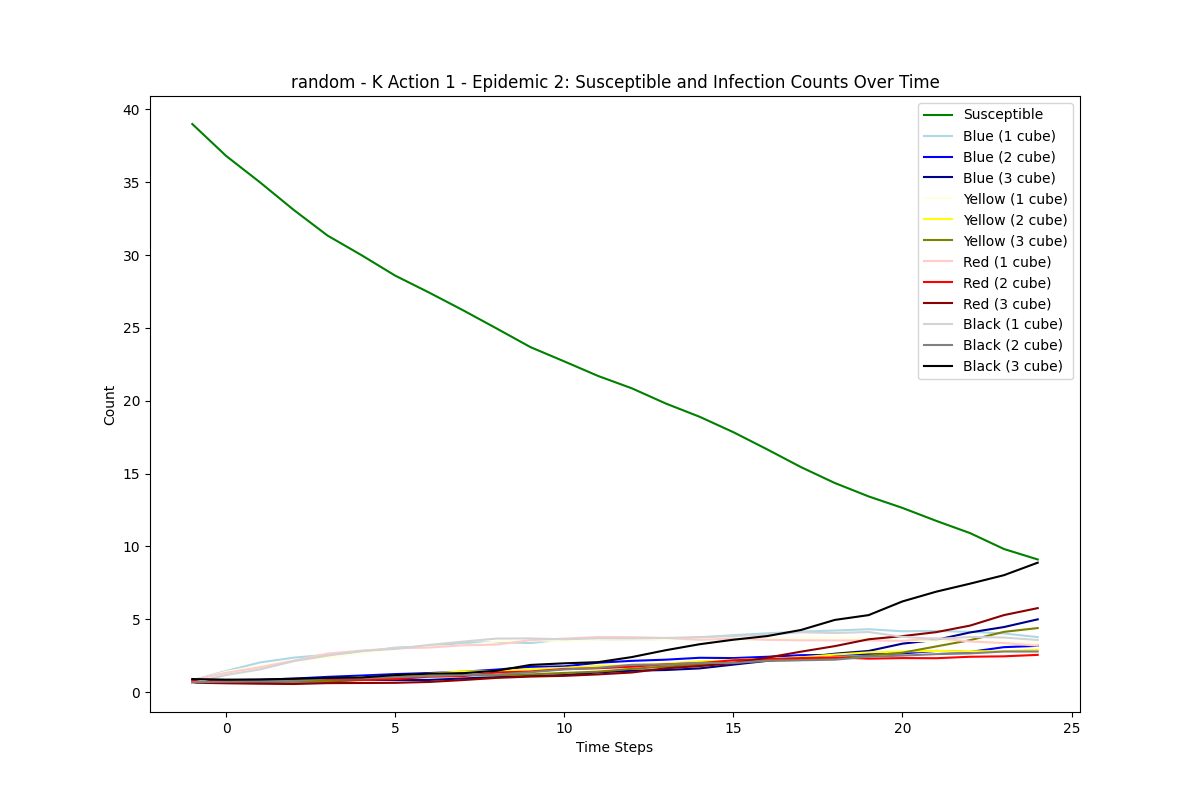 random - K Action 1 - Epidemic 2: Susceptible and Infection Counts Over Time
40
35
30
25
20
15
10
5
0
Count
0
5
10
15
20
25
Time Steps
Susceptible
Blue (1 cube)
Blue (2 cube)
Blue (3 cube)
Yellow (1 cube)
Yellow (2 cube)
Yellow (3 cube)
Red (1 cube)
Red (2 cube)
Red (3 cube)
Black (1 cube)
Black (2 cube)
Black (3 cube)